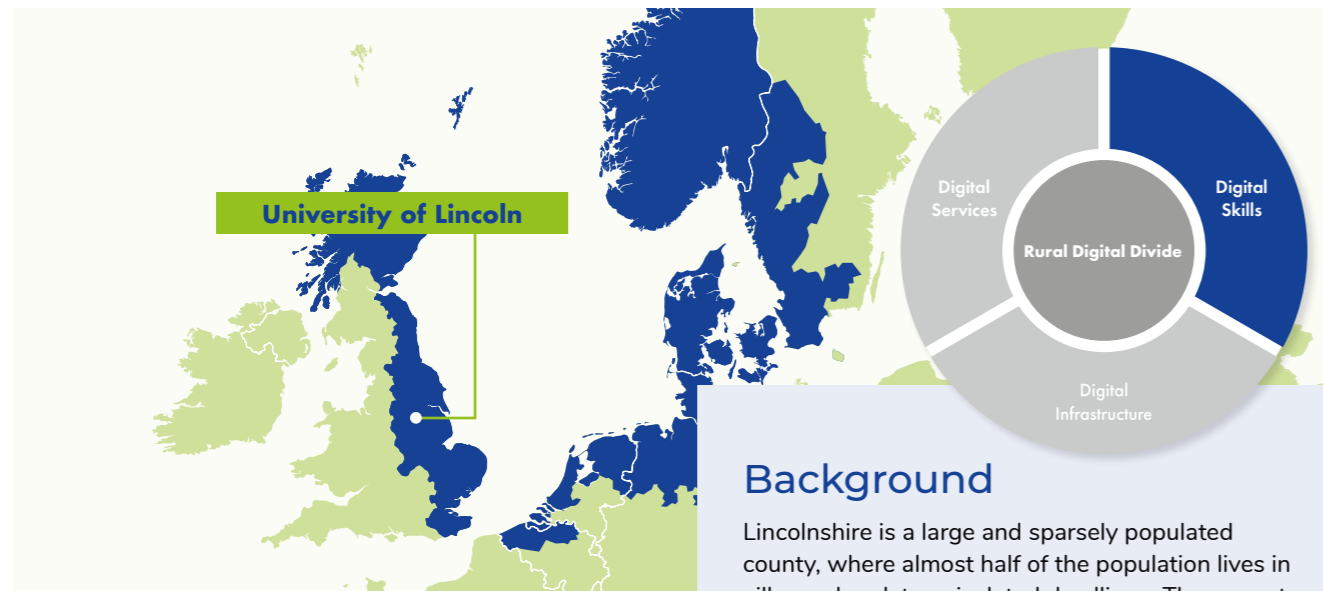 University of Lincoln
Digital
Services
Digital
Skills
Rural Digital Divide
Digital
Infrastructure
Background
Lincolnshire is a large and sparsely populated
county, where almost half of the population lives in